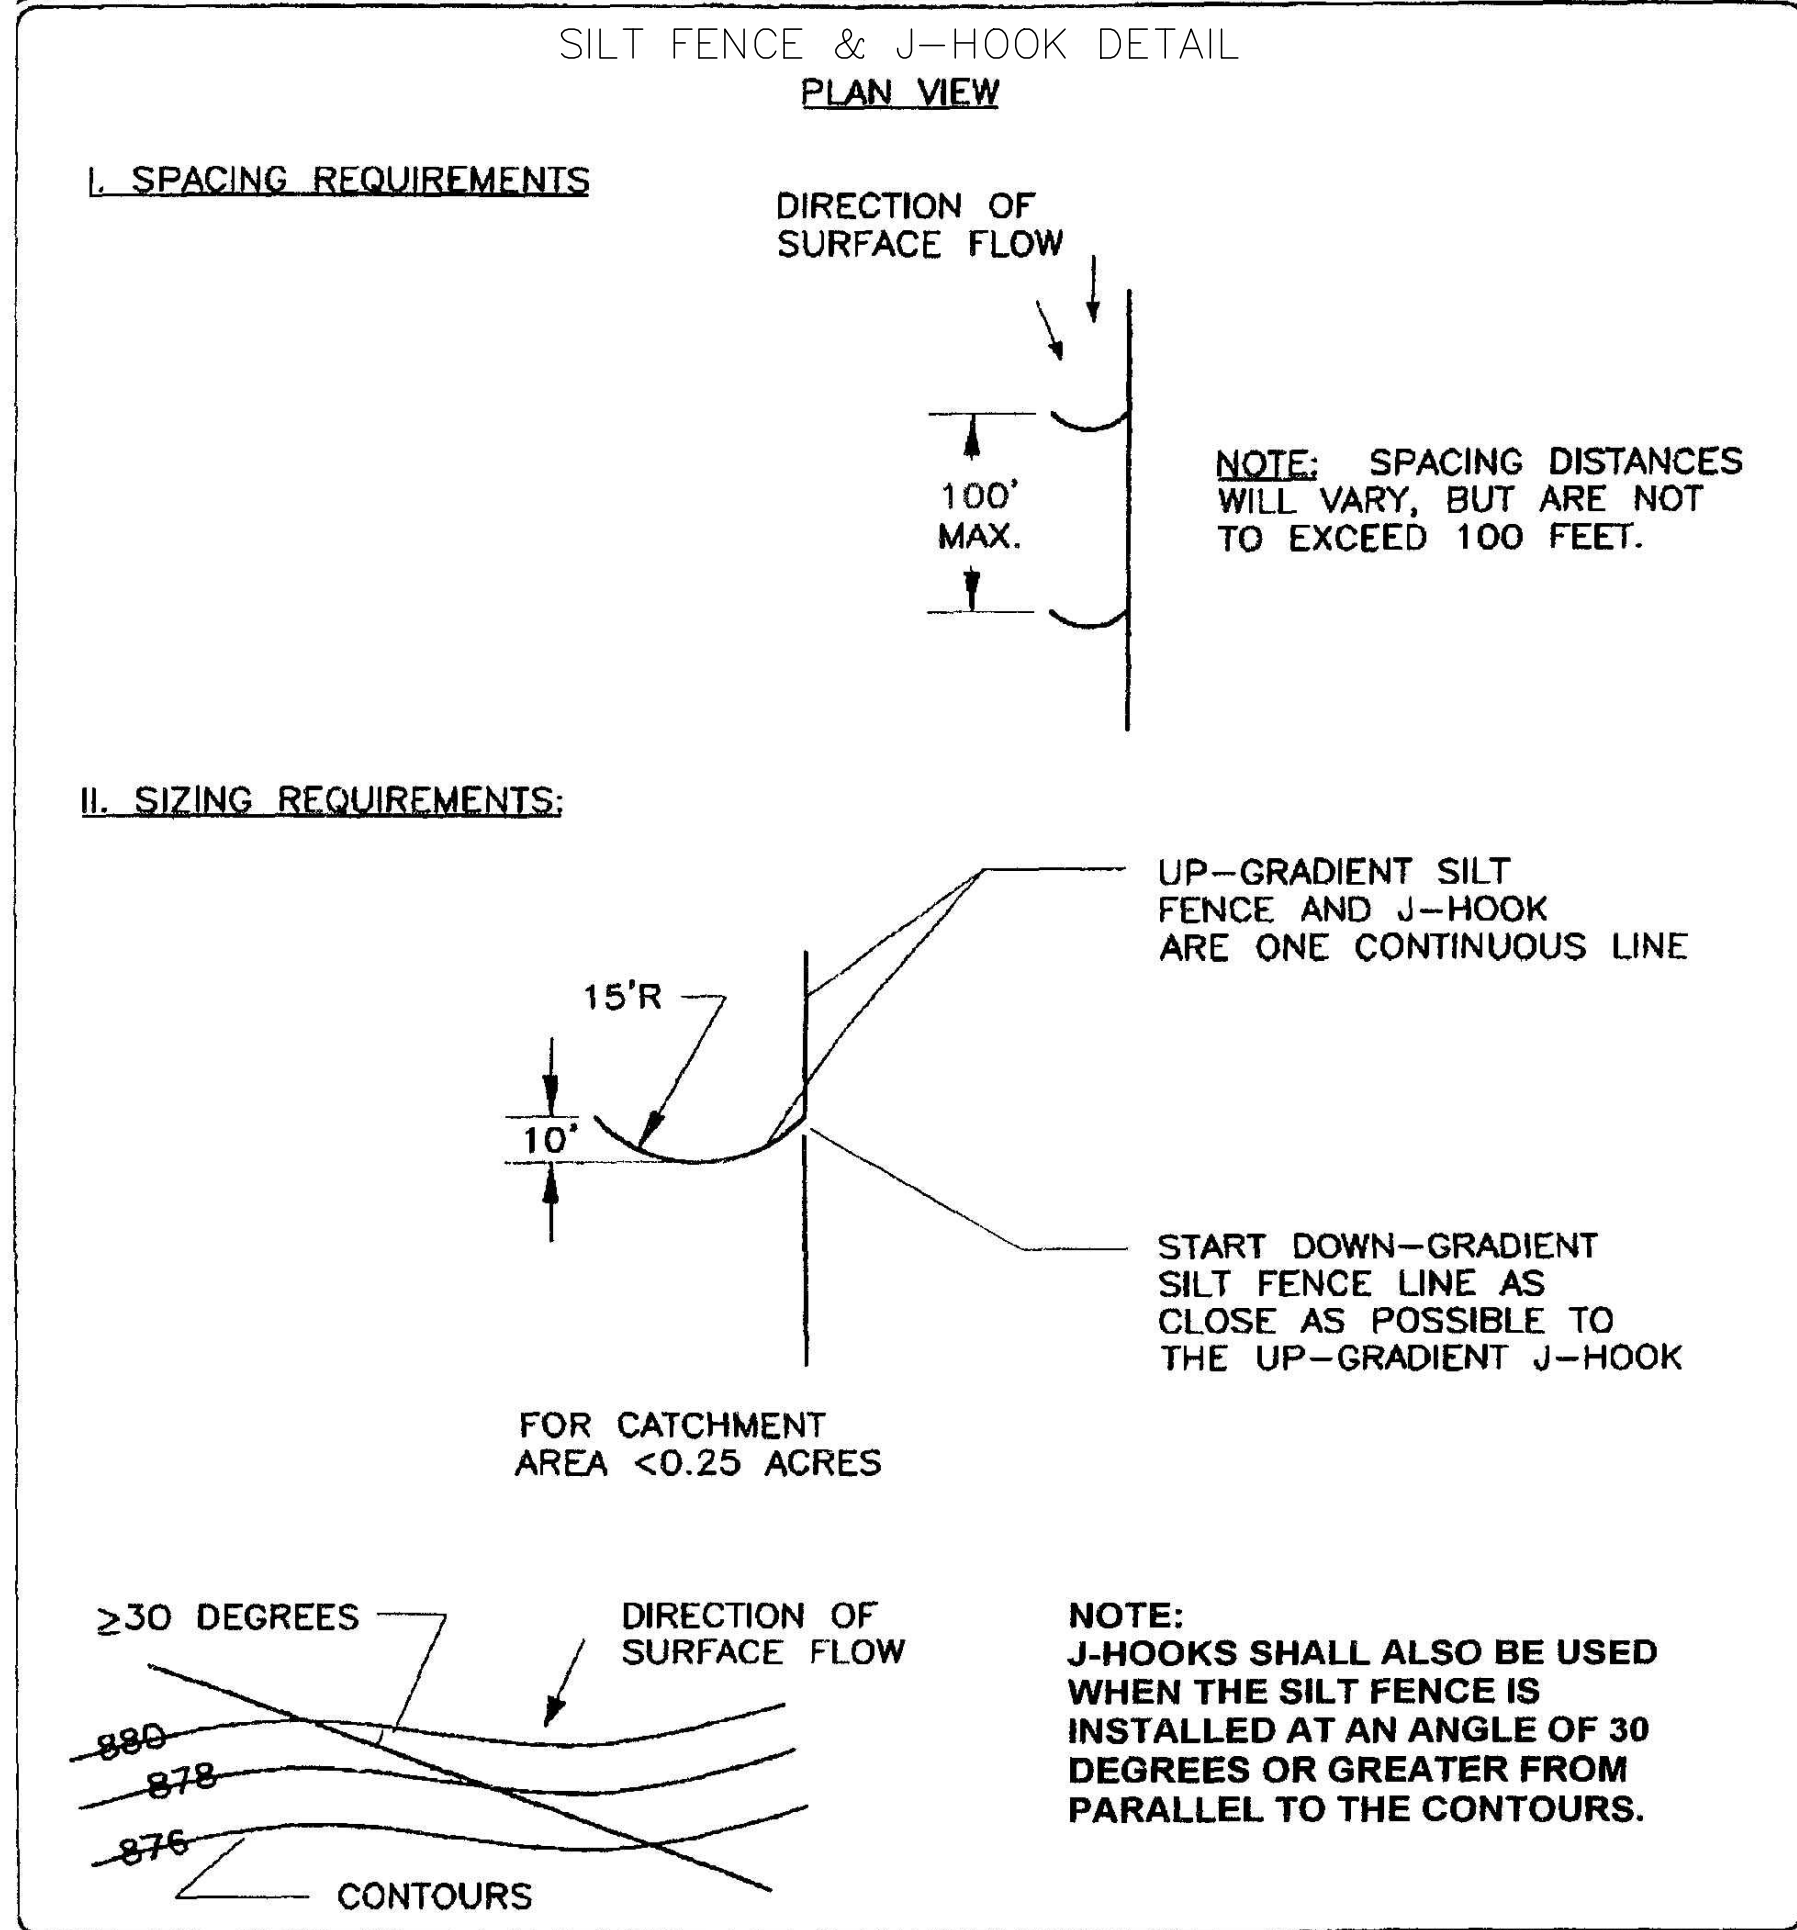 SILT FENCE & J-HOOK DETAIL
PLAN VIEW
I. SPACING REQUIREMENTS
DIRECTION OF
SURFACE FLOW
100'
MAX.
NOTE: SPACING DISTANCES
WILL VARY, BUT ARE NOT
TO EXCEED 100 FEET.
II. SIZING REQUIREMENTS:
UP-GRADIENT SILT
FENCE AND J-HOOK
ARE ONE CONTINUOUS LINE
15'R
10'
START DOWN-GRADIENT
SILT FENCE LINE AS
CLOSE AS POSSIBLE TO
THE UP-GRADIENT J-HOOK
FOR CATCHMENT
AREA <0.25 ACRES
≥30 DEGREES
DIRECTION OF
SURFACE FLOW
880
878
876
CONTOURS
NOTE:
J-HOOKS SHALL ALSO BE USED
WHEN THE SILT FENCE IS
INSTALLED AT AN ANGLE OF 30
DEGREES OR GREATER FROM
PARALLEL TO THE CONTOURS.